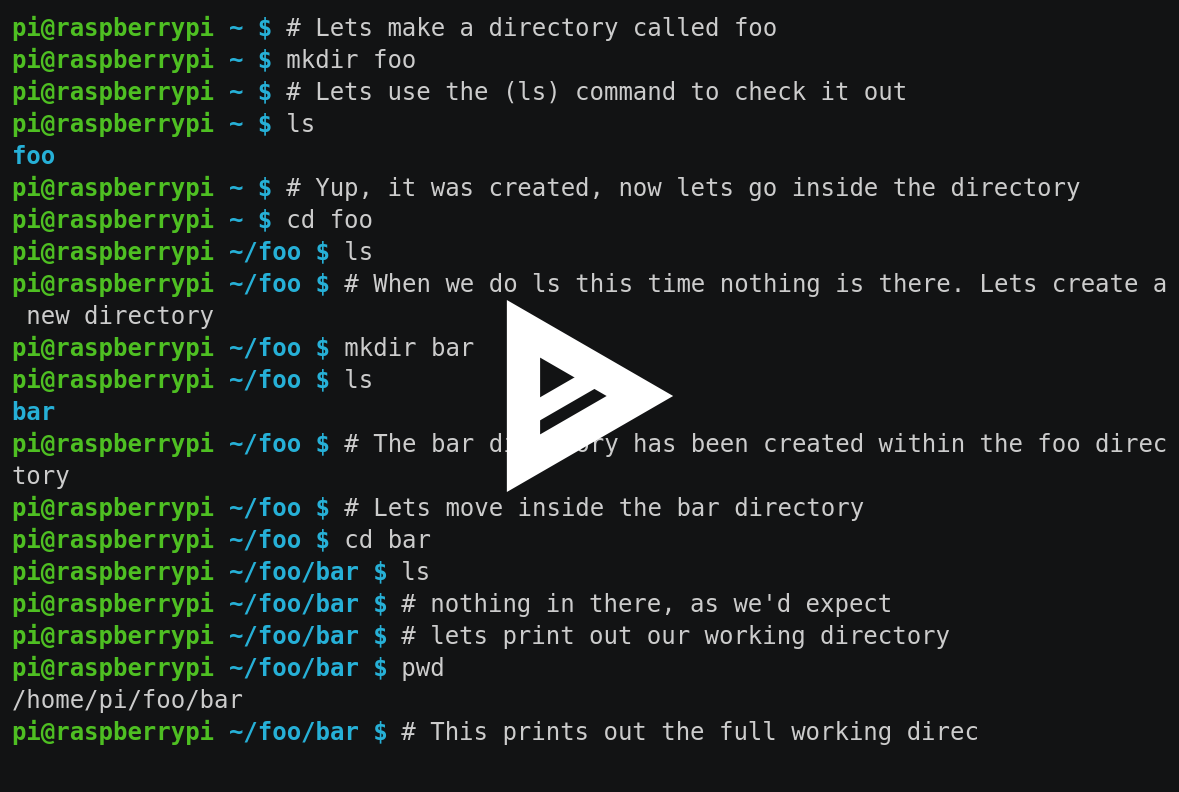 pi@raspberrypi ~ $ # Lets make a directory called foo
pi@raspberrypi ~ $ mkdir foo
pi@raspberrypi ~ $ # Lets use the (ls) command to check it out
pi@raspberrypi ~ $ ls
foo
pi@raspberrypi ~ $ # Yup, it was created, now lets go inside the directory
pi@raspberrypi ~ $ cd foo
pi@raspberrypi ~/foo $ ls
pi@raspberrypi ~/foo $ # When we do ls this time nothing is there. Lets create a
 new directory
pi@raspberrypi ~/foo $ mkdir bar
pi@raspberrypi ~/foo $ ls
bar
pi@raspberrypi ~/foo $ # The bar directory has been created within the foo direc
tory
pi@raspberrypi ~/foo $ # Lets move inside the bar directory
pi@raspberrypi ~/foo $ cd bar
pi@raspberrypi ~/foo/bar $ ls
pi@raspberrypi ~/foo/bar $ # nothing in there, as we'd expect
pi@raspberrypi ~/foo/bar $ # lets print out our working directory
pi@raspberrypi ~/foo/bar $ pwd
/home/pi/foo/bar
pi@raspberrypi ~/foo/bar $ # This prints out the full working direc